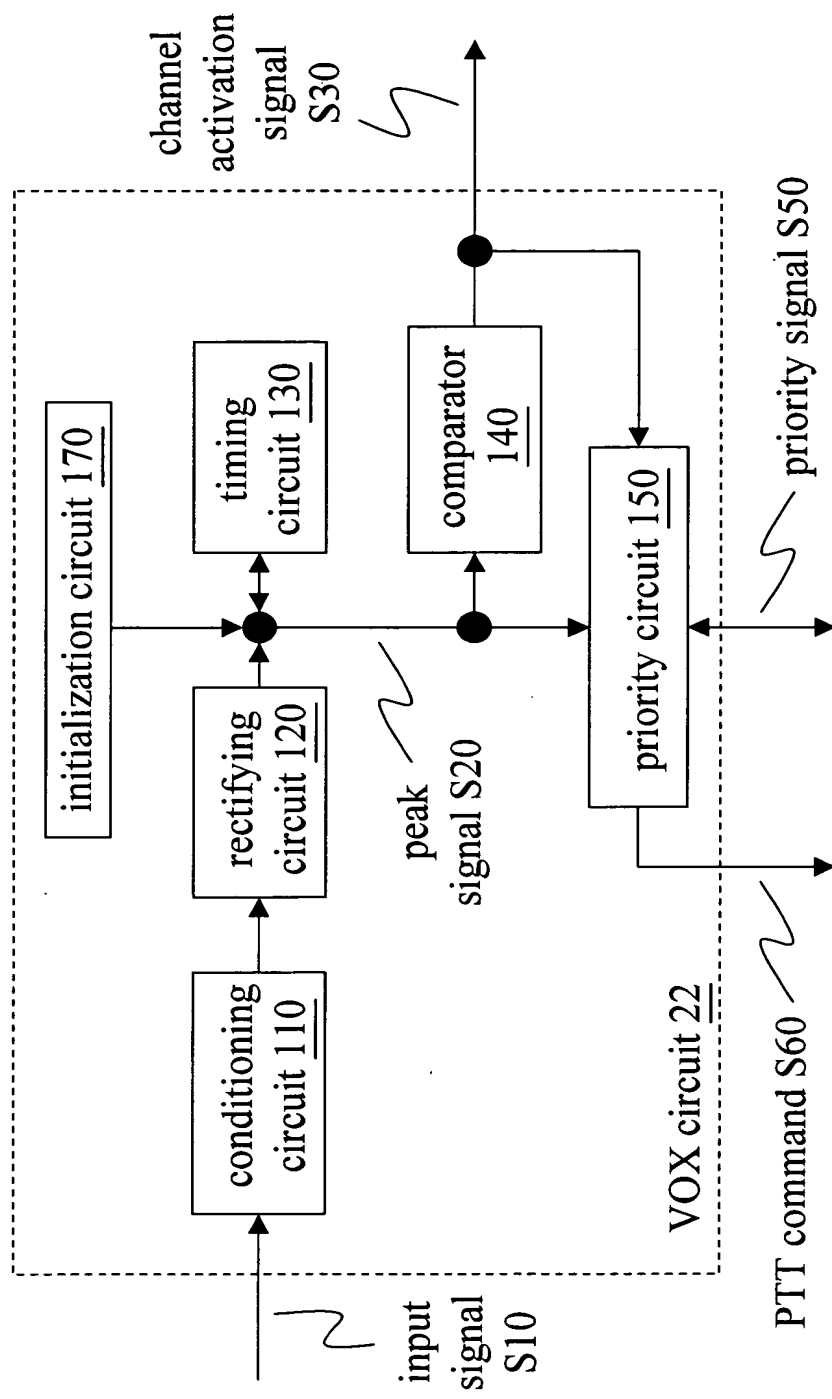 initialization circuit 170
channel
activation
signal
S30
input
signal
S10
conditioning
circuit 110
rectifying
circuit 120
timing
circuit 130
peak
signal S20
comparator
140
priority circuit 150
VOX circuit 22
PTT command S60
priority signal S50